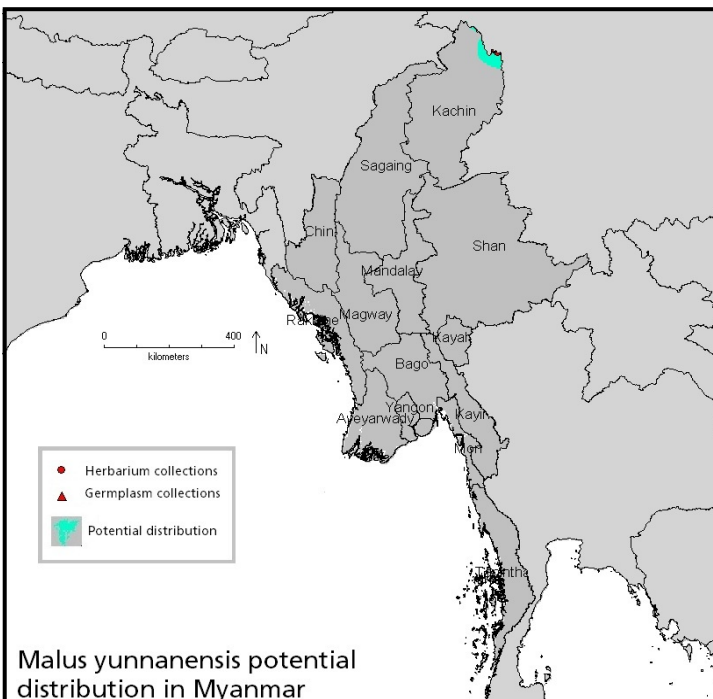 Kachin
Sagaing
Chin
Shan
Mandalay
Magway
0 400
kilometers
N
Kayah
Bago
Yangon
Ayeyarwady
Kayin
Mon
Herbarium collections
Germplasm collections
Potential distribution
Malus yunnanensis potential
distribution in Myanmar